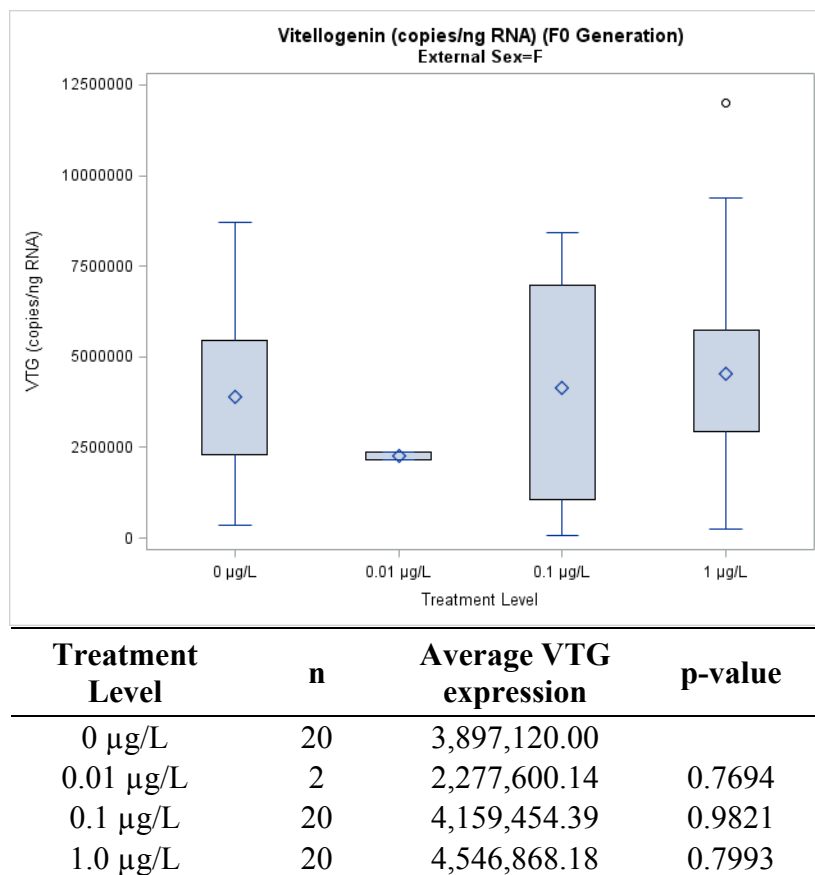 Vitellogenin (copies/ng RNA) (F0 Generation)
External Sex=F
12500000
10000000
7500000
5000000
2500000
0
VTG (copies/ng RNA)
0 µg/L 0.01 µg/L 0.1 µg/L 1 µg/L
Treatment Level
Treatment Level n Average VTG expression p-value
0 µg/L 20 3,897,120.00
0.01 µg/L 2 2,277,600.14 0.7694
0.1 µg/L 20 4,159,454.39 0.9821
1.0 µg/L 20 4,546,868.18 0.7993